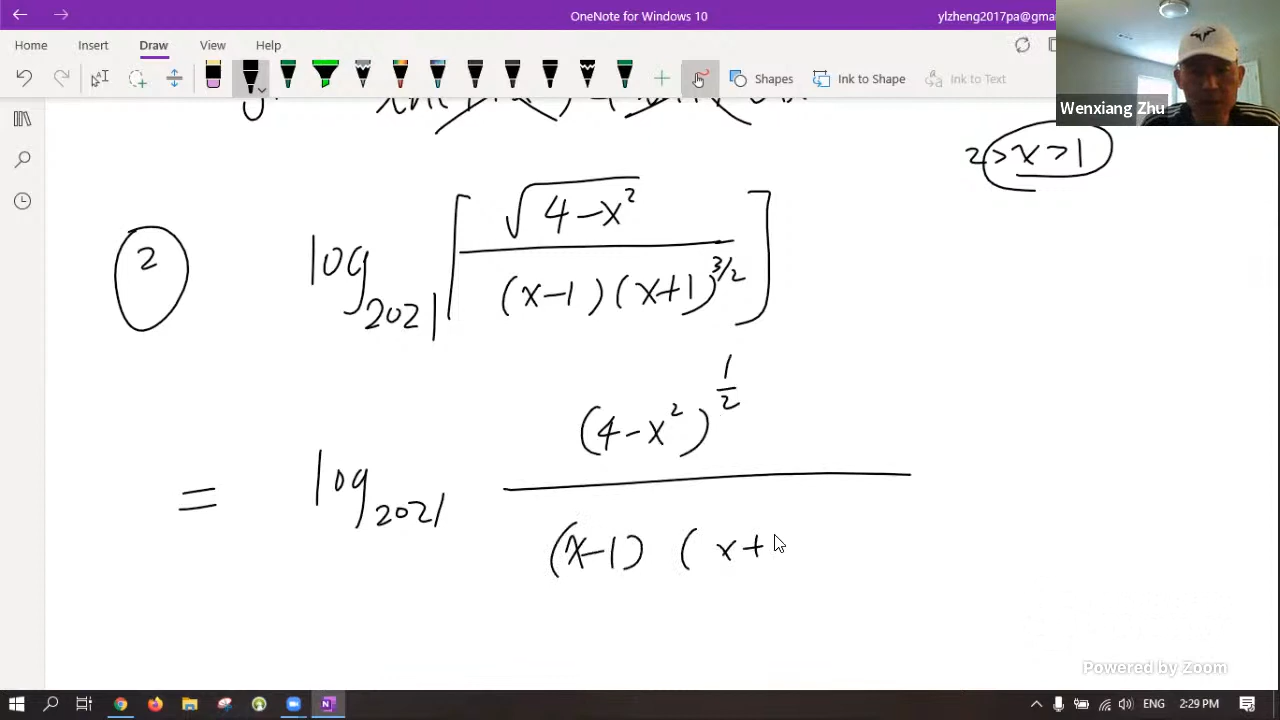 OneNote for Windows 10
ylzheng2017pa@gma
Home Insert Draw View Help
Shapes Ink to Shape Ink to Text
Wenxiang Zhu
2 > x > 1
2 log₂₀₂₁ [ √(4-x²) / (x-1)(x+1)^3/2 ]
= log₂₀₂₁ (4-x²)^1/2 / (x-1) (x+
Powered by Zoom
ENG 2:29 PM